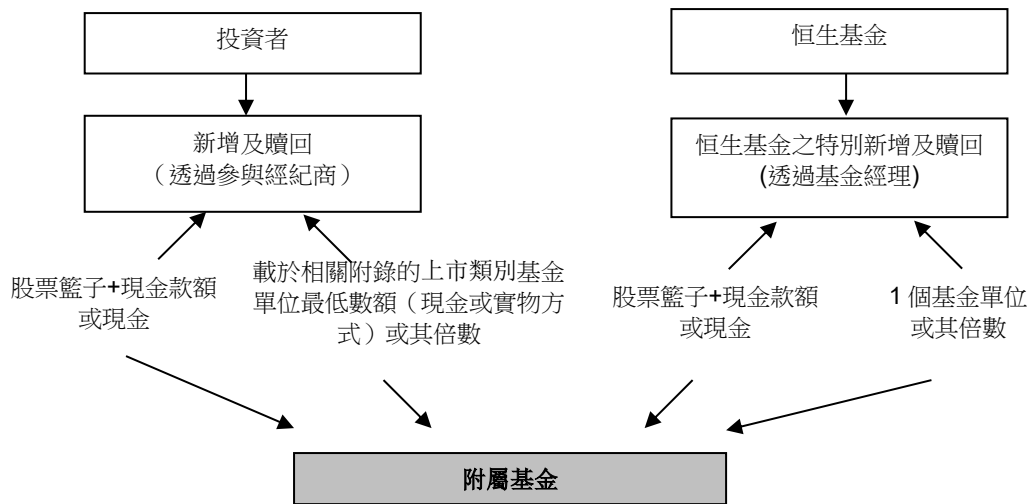 投資者
恒生基金
新增及贖回
（透過參與經紀商）
恒生基金之特別新增及贖回
(透過基金經理)
股票籃子+現金款額
或現金
載於相關附錄的上市類別基金
單位最低數額（現金或實物方
式）或其倍數
股票籃子+現金款額
或現金
1 個基金單位
或其倍數
附屬基金